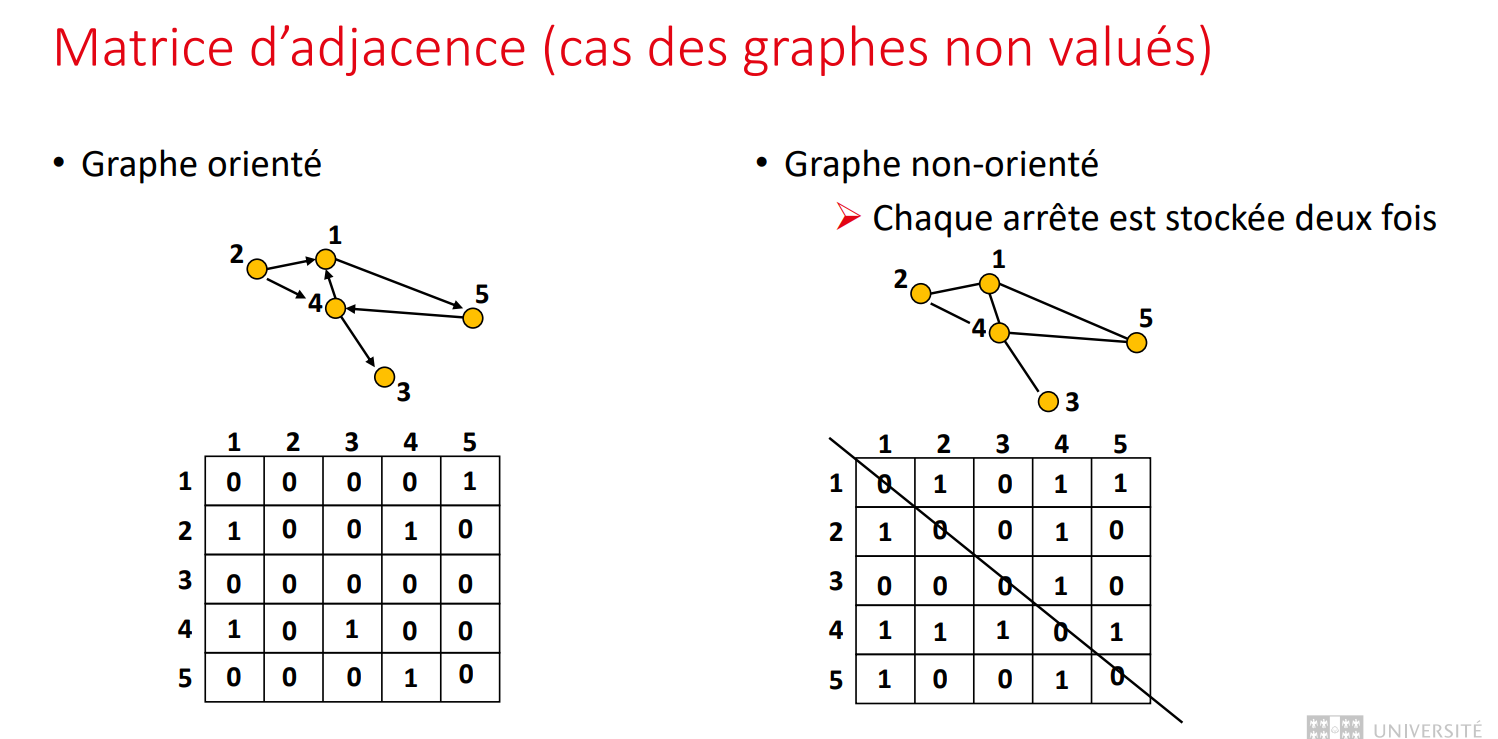 Matrice d’adjacence (cas des graphes non valués)
• Graphe orienté
1
2
4
5
3
1 2 3 4 5
1 0 0 0 0 1
2 1 0 0 1 0
3 0 0 0 0 0
4 1 0 1 0 0
5 0 0 0 1 0
• Graphe non-orienté
Chaque arrête est stockée deux fois
1
2
4
5
3
1 2 3 4 5
1 0 1 0 1 1
2 1 0 0 1 0
3 0 0 0 1 0
4 1 1 1 0 1
5 1 0 0 1 0
UNIVERSITÉ